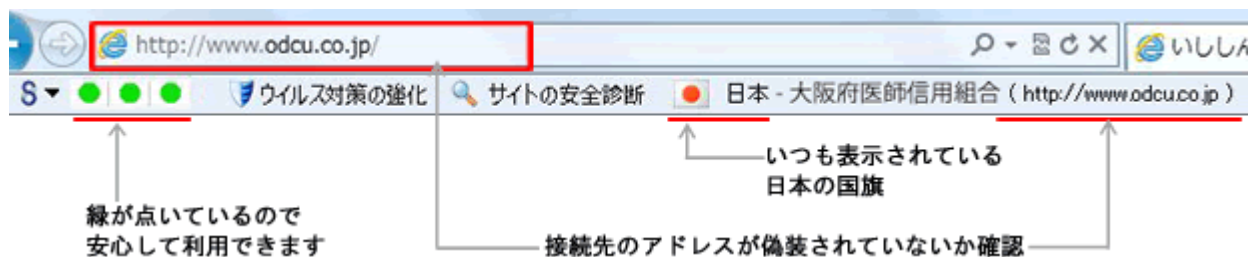 http://www.odcu.co.jp/
いししん
S ウイルス対策の強化 サイトの安全診断 日本 - 大阪府医師信用組合 ( http://www.odcu.co.jp )
いつも表示されている
日本の国旗
緑が点いているので
安心して利用できます
接続先のアドレスが偽装されていないか確認